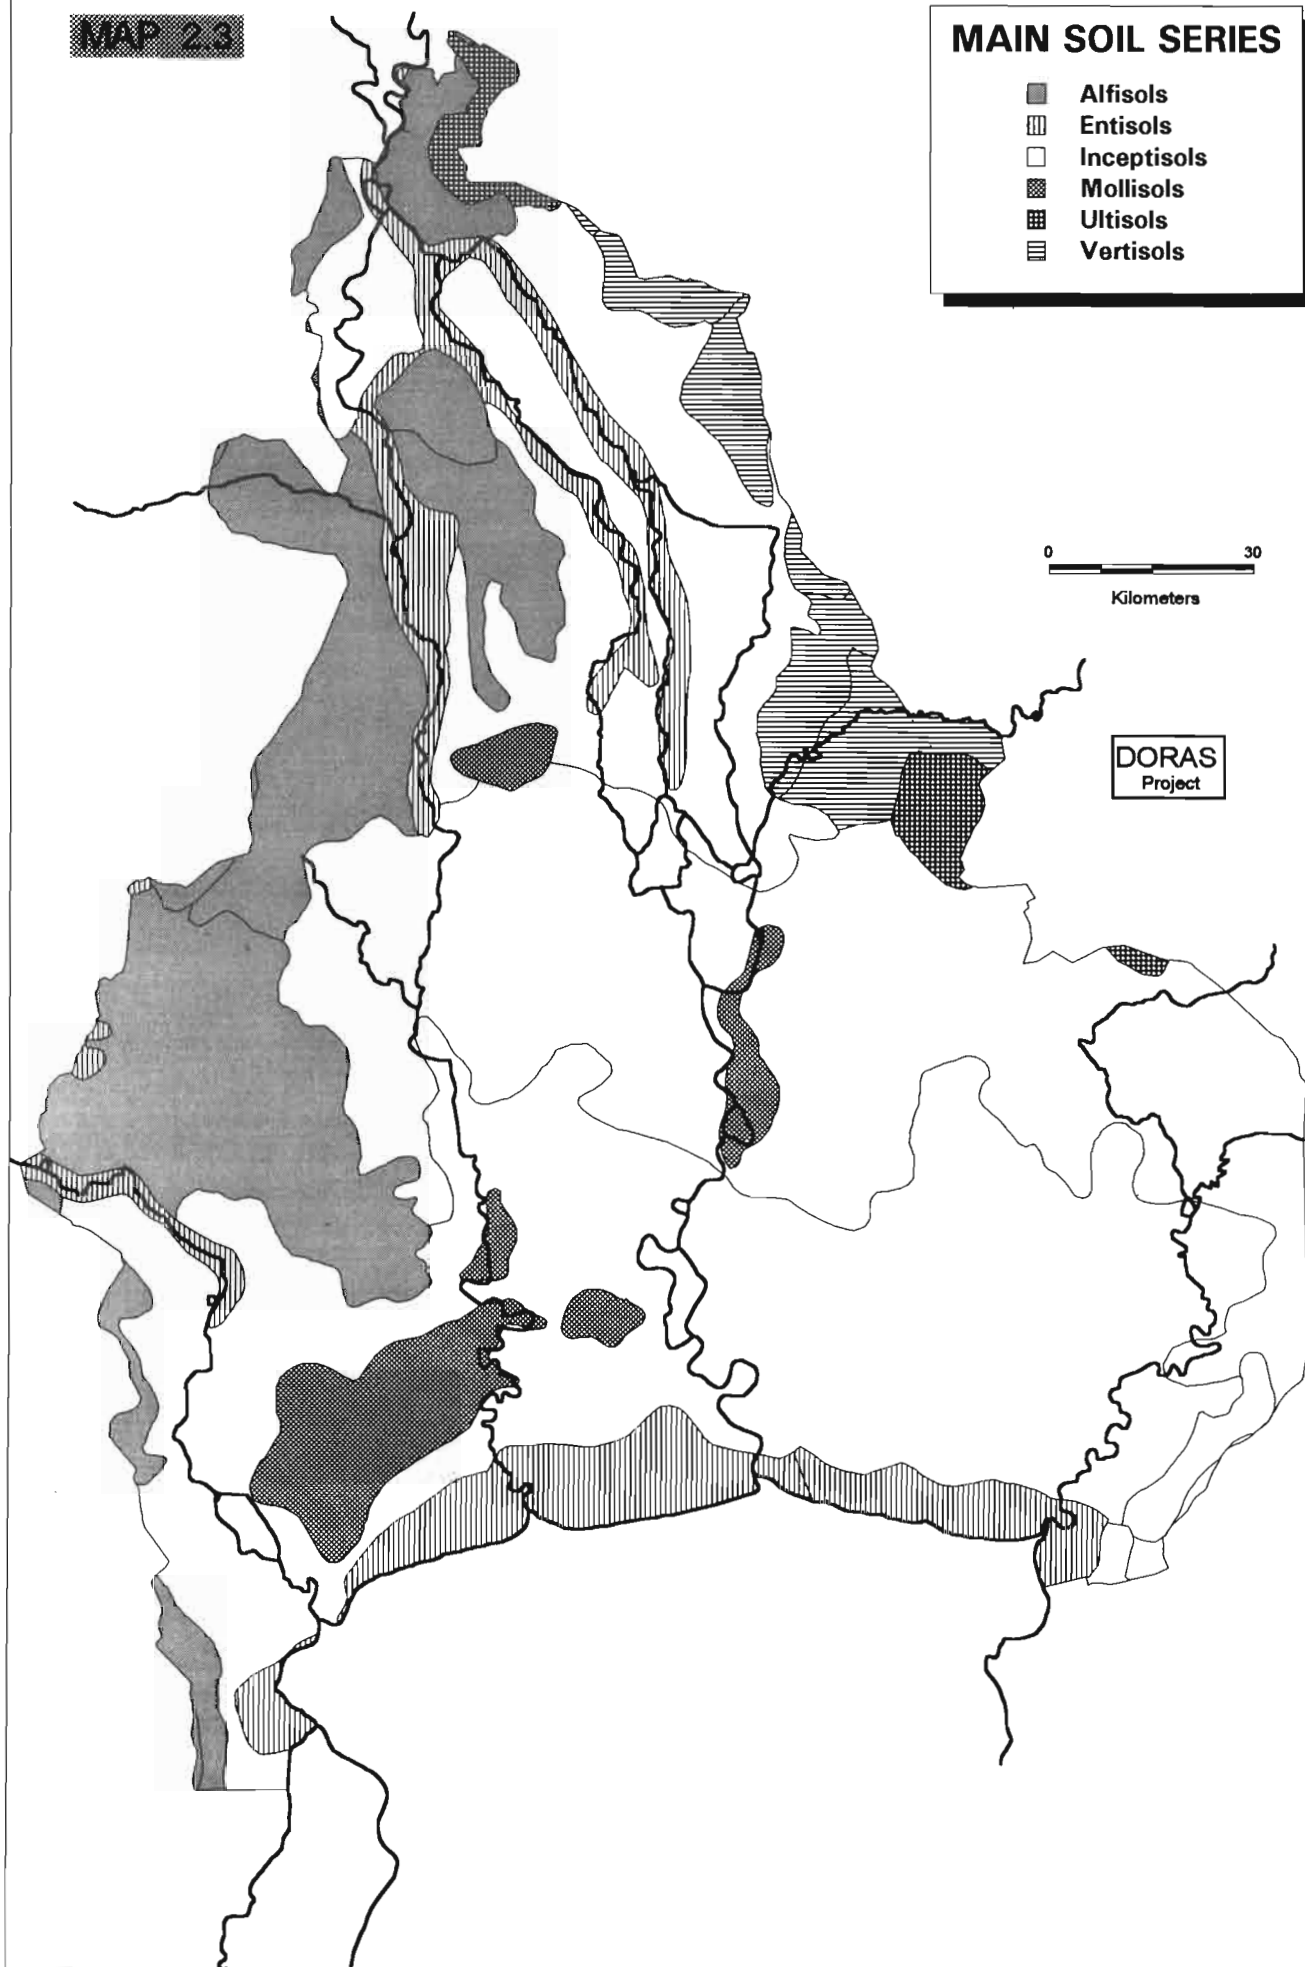 MAP 2.3
MAIN SOIL SERIES
Alfisols
Entisols
Inceptisols
Mollisols
Ultisols
Vertisols
0 30
Kilometers
DORAS
Project